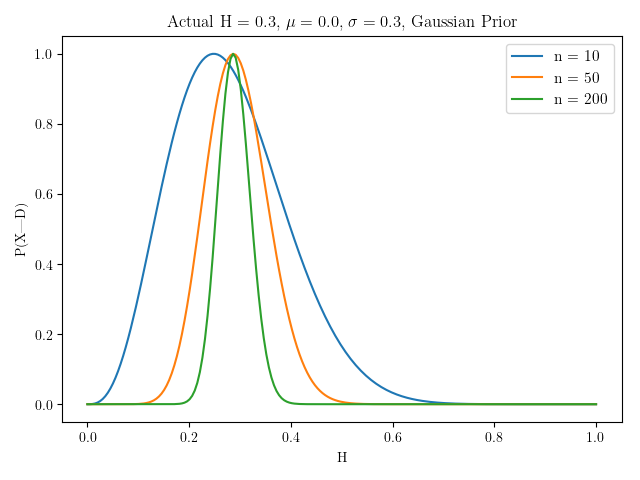 Actual H = 0.3, μ = 0.0, σ = 0.3, Gaussian Prior
n = 10
n = 50
n = 200
P(X—D)
1.0
0.8
0.6
0.4
0.2
0.0
0.0 0.2 0.4 0.6 0.8 1.0
H